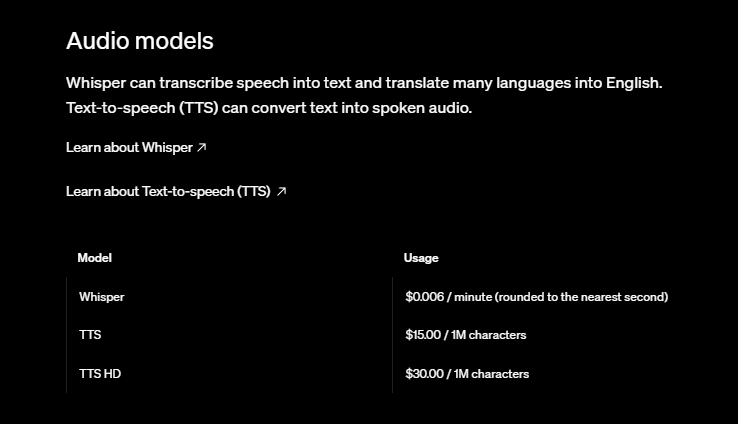 Audio models
Whisper can transcribe speech into text and translate many languages into English.
Text-to-speech (TTS) can convert text into spoken audio.
Learn about Whisper ↗
Learn about Text-to-speech (TTS) ↗
Model Usage
Whisper $0.006 / minute (rounded to the nearest second)
TTS $15.00 / 1M characters
TTS HD $30.00 / 1M characters